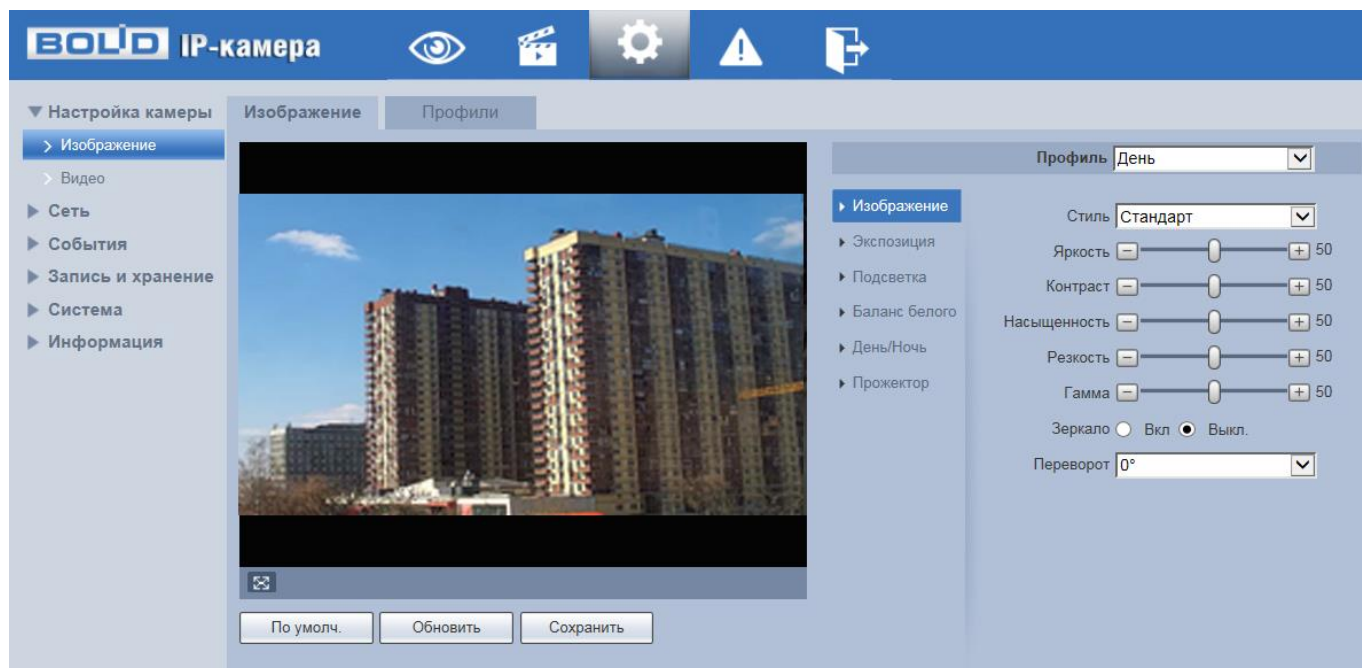 BOLID IP-камера
Настройка камеры
Изображение
Видео
Сеть
События
Запись и хранение
Система
Информация
Изображение
Профили
По умолч.
Обновить
Сохранить
Профиль День
Изображение
Экспозиция
Подсветка
Баланс белого
День/Ночь
Прожектор
Стиль Стандарт
Яркость 50
Контраст 50
Насыщенность 50
Резкость 50
Гамма 50
Зеркало Вкл Выкл.
Переворот 0°